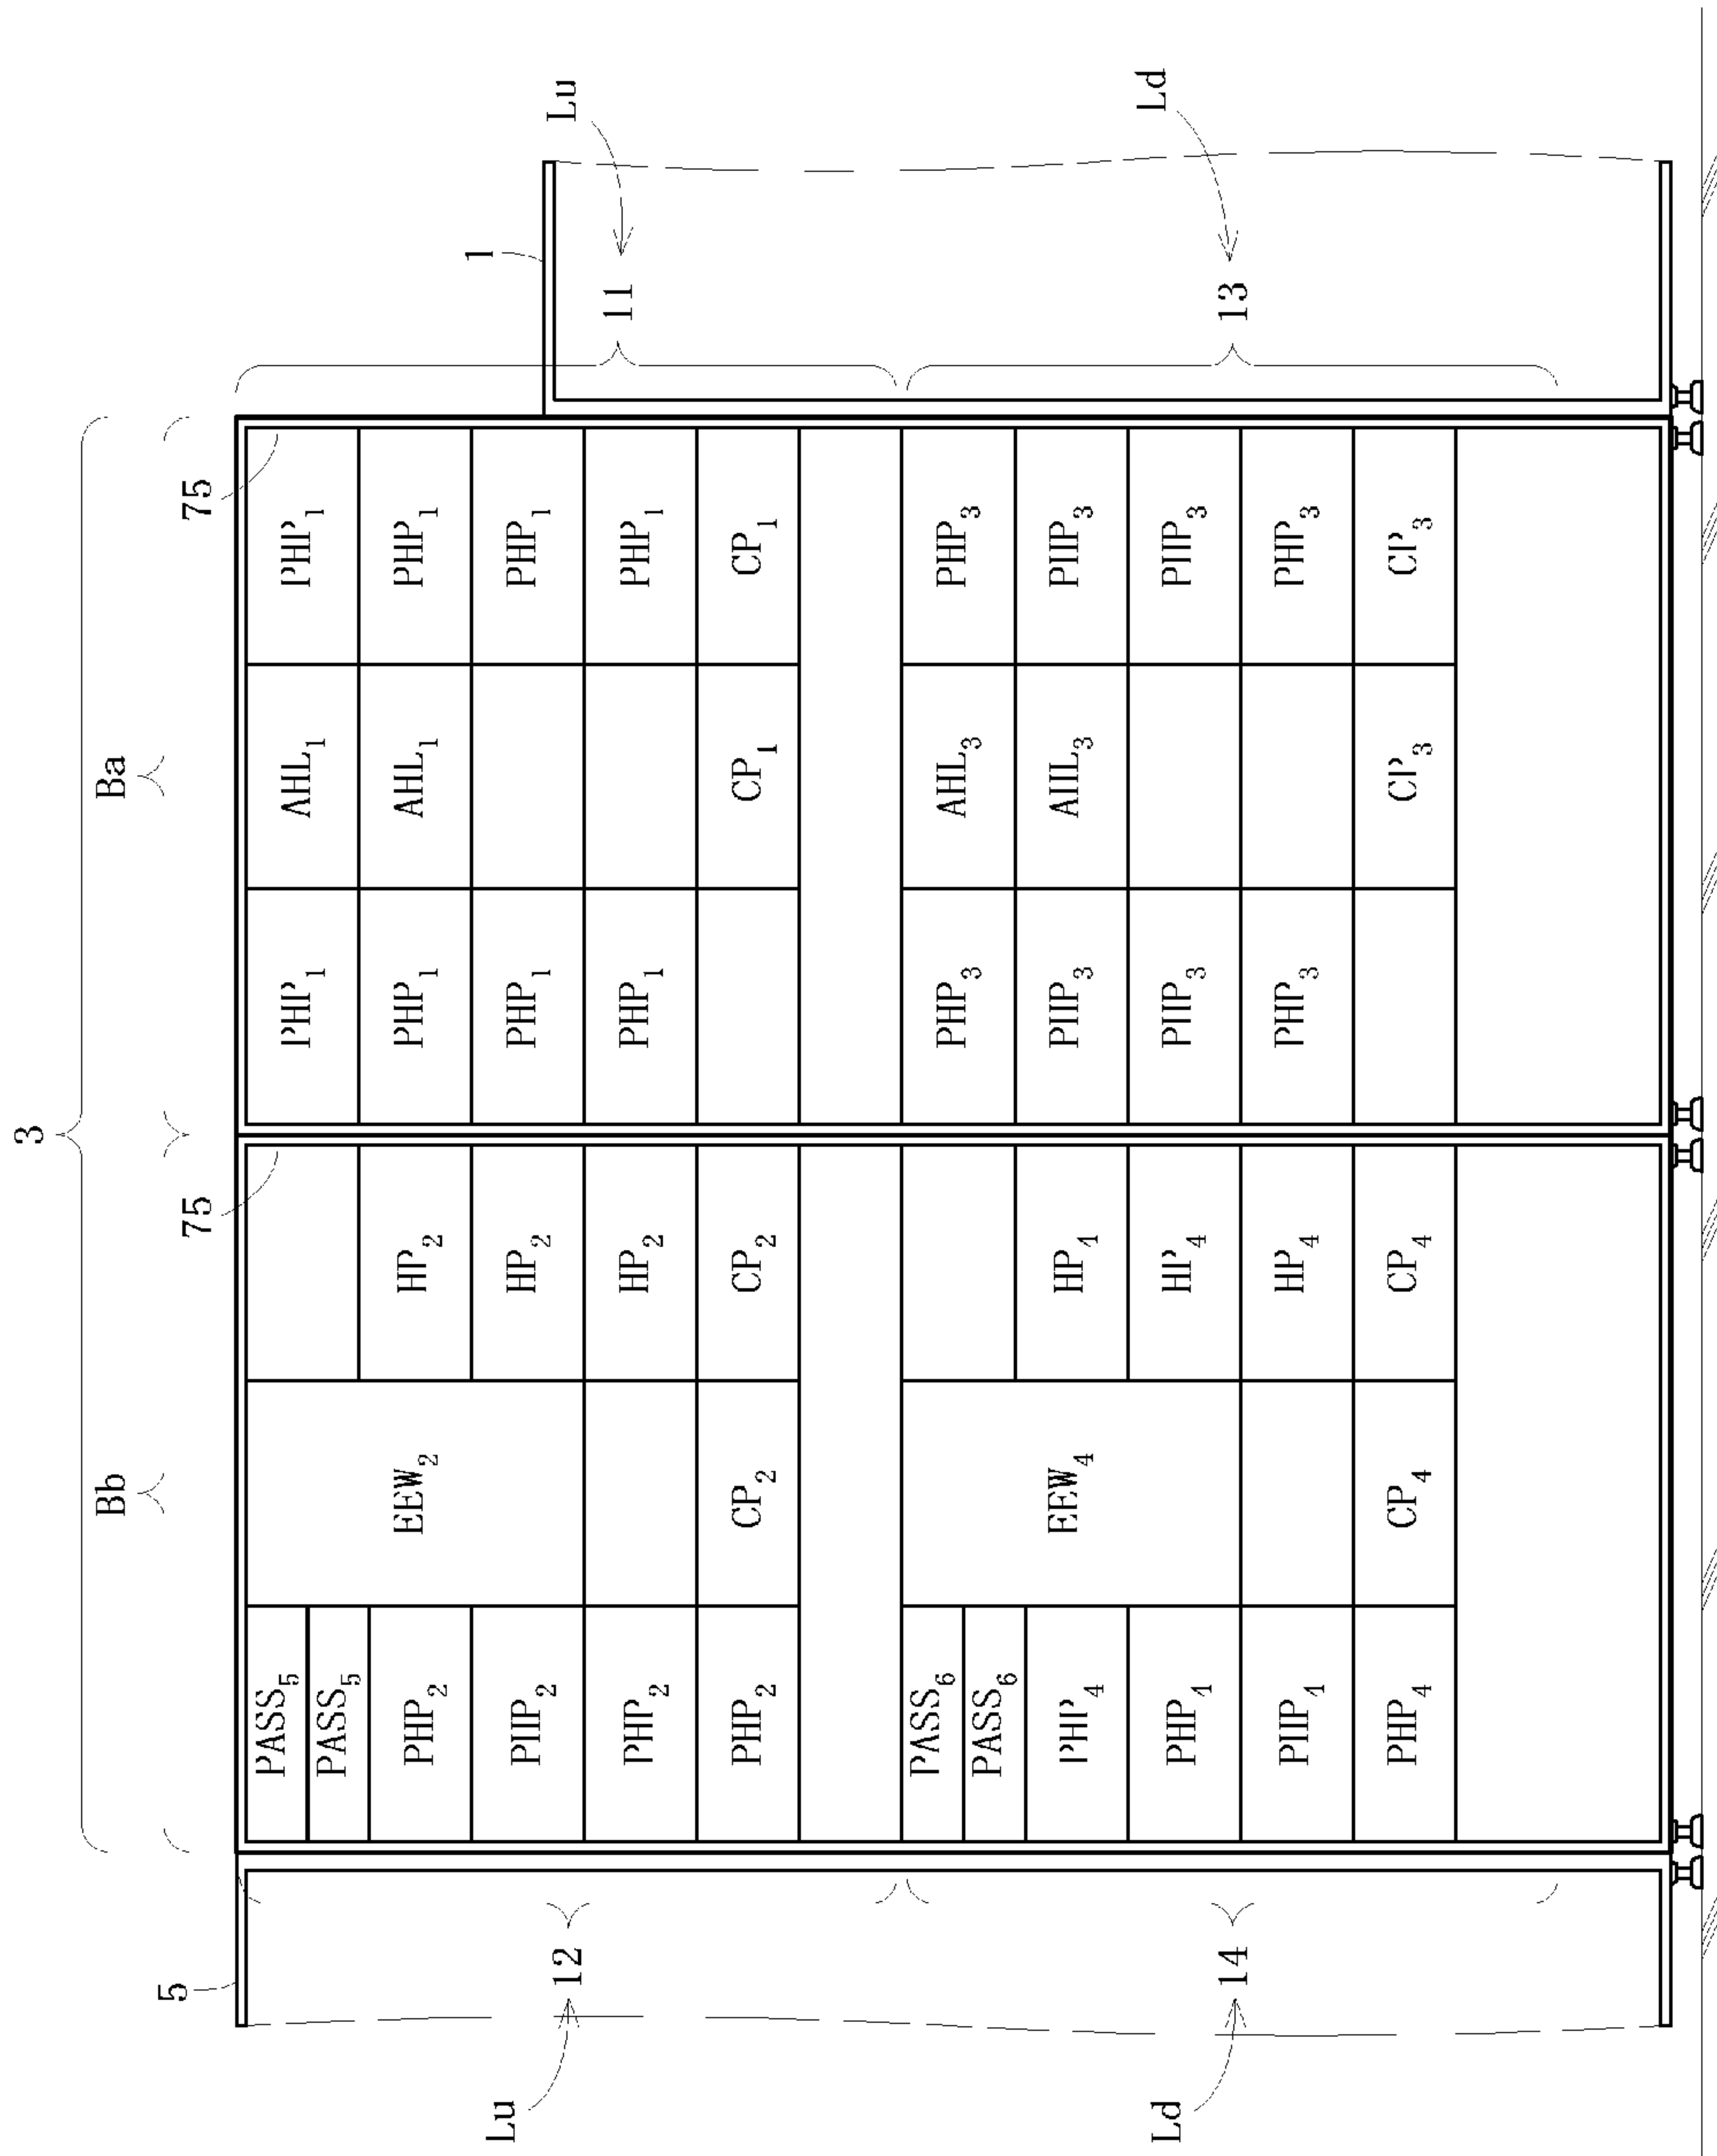 3
Bb Ba
5 75 75
PASS5 PHP1 AHL1 PHP1
PASS5
PHP2 EEW2 HP2 PHP1 AHL1 PHP1
1
Lu
PHP2 HP2 PHP1 PHP1
Lu
12
PHP2 HP2 PHP1 PHP1
11
PHP2 CP2 CP2 CP1 CP1
PASS6 PHP3 AHL3 PHP3
PASS6
PHP4 EEW4 HP4 PHP3 AHL3 PHP3
Ld
Ld
PHP4 HP4 PHP3 PHP3
14 13
PHP4 HP4 PHP3 PHP3
PHP4 CP4 CP4 CP3 CP3